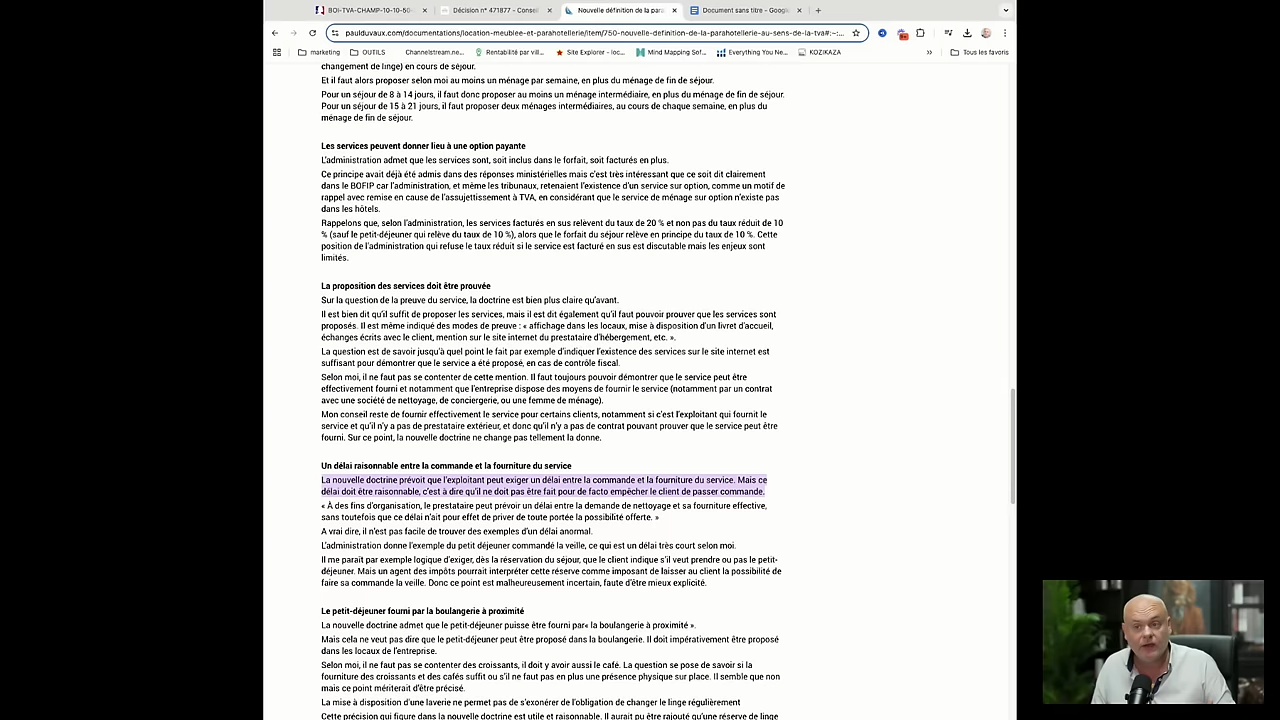 BOI-TVA-CHAMP-10-10-50
Décision n° 471877 - Conseil
Nouvelle définition de la para
Document sans titre - Google
paulduvaux.com/documentations/location-meublee-et-parahotellerie/item/750-nouvelle-definition-de-la-parahotellerie-au-sens-de-la-tva#:~:...
marketing
OUTILS
Channelstream.ne...
Rentabilité par vill...
Site Explorer - loc...
Mind Mapping Sof...
Everything You Ne...
KOZIKAZA
»
Tous les favoris
changement de linge) en cours de séjour.
Et il faut alors proposer selon moi au moins un ménage par semaine, en plus du ménage de fin de séjour.
Pour un séjour de 8 à 14 jours, il faut donc proposer au moins un ménage intermédiaire, en plus du ménage de fin de séjour.
Pour un séjour de 15 à 21 jours, il faut proposer deux ménages intermédiaires, au cours de chaque semaine, en plus du
ménage de fin de séjour.
Les services peuvent donner lieu à une option payante
L'administration admet que les services sont, soit inclus dans le forfait, soit facturés en plus.
Ce principe avait déjà été admis dans des réponses ministérielles mais c'est très intéressant que ce soit dit clairement
dans le BOFIP car l'administration, et même les tribunaux, retenaient l'existence d'un service sur option, comme un motif de
rappel avec remise en cause de l'assujettissement à TVA, en considérant que le service de ménage sur option n'existe pas
dans les hôtels.
Rappelons que, selon l'administration, les services facturés en sus relèvent du taux de 20 % et non pas du taux réduit de 10
% (sauf le petit-déjeuner qui relève du taux de 10 %), alors que le forfait du séjour relève en principe du taux de 10 %. Cette
position de l'administration qui refuse le taux réduit si le service est facturé en sus est discutable mais les enjeux sont
limités.
La proposition des services doit être prouvée
Sur la question de la preuve du service, la doctrine est bien plus claire qu'avant.
Il est bien dit qu'il suffit de proposer les services, mais il est dit également qu'il faut pouvoir prouver que les services sont
proposés. Il est même indiqué des modes de preuve : « affichage dans les locaux, mise à disposition d'un livret d'accueil,
échanges écrits avec le client, mention sur le site internet du prestataire d'hébergement, etc. ».
La question est de savoir jusqu'à quel point le fait par exemple d'indiquer l'existence des services sur le site internet est
suffisant pour démontrer que le service a été proposé, en cas de contrôle fiscal.
Selon moi, il ne faut pas se contenter de cette mention. Il faut toujours pouvoir démontrer que le service peut être
effectivement fourni et notamment que l'entreprise dispose des moyens de fournir le service (notamment par un contrat
avec une société de nettoyage, de conciergerie, ou une femme de ménage).
Mon conseil reste de fournir effectivement le service pour certains clients, notamment si c'est l'exploitant qui fournit le
service et qu'il n'y a pas de prestataire extérieur, et donc qu'il n'y a pas de contrat pouvant prouver que le service peut être
fourni. Sur ce point, la nouvelle doctrine ne change pas tellement la donne.
Un délai raisonnable entre la commande et la fourniture du service
La nouvelle doctrine prévoit que l'exploitant peut exiger un délai entre la commande et la fourniture du service. Mais ce
délai doit être raisonnable, c'est à dire qu'il ne doit pas être fait pour de facto empêcher le client de passer commande.
« À des fins d'organisation, le prestataire peut prévoir un délai entre la demande de nettoyage et sa fourniture effective,
sans toutefois que ce délai n'ait pour effet de priver de toute portée la possibilité offerte. »
A vrai dire, il n'est pas facile de trouver des exemples d'un délai anormal.
L'administration donne l'exemple du petit déjeuner commandé la veille, ce qui est un délai très court selon moi.
Il me paraît par exemple logique d'exiger, dès la réservation du séjour, que le client indique s'il veut prendre ou pas le petit-
déjeuner. Mais un agent des impôts pourrait interpréter cette réserve comme imposant de laisser au client la possibilité de
faire sa commande la veille. Donc ce point est malheureusement incertain, faute d'être mieux explicité.
Le petit-déjeuner fourni par la boulangerie à proximité
La nouvelle doctrine admet que le petit-déjeuner puisse être fourni par« la boulangerie à proximité ».
Mais cela ne veut pas dire que le petit-déjeuner peut être proposé dans la boulangerie. Il doit impérativement être proposé
dans les locaux de l'entreprise.
Selon moi, il ne faut pas se contenter des croissants, il doit y avoir aussi le café. La question se pose de savoir si la
fourniture des croissants et des cafés suffit ou s'il ne faut pas en plus une présence physique sur place. Il semble que non
mais ce point mériterait d'être précisé.
La mise à disposition d'une laverie ne permet pas de s'exonérer de l'obligation de changer le linge régulièrement
Cette précision qui figure dans la nouvelle doctrine est utile et raisonnable. Il aurait pu être rajouté qu'une réserve de linge